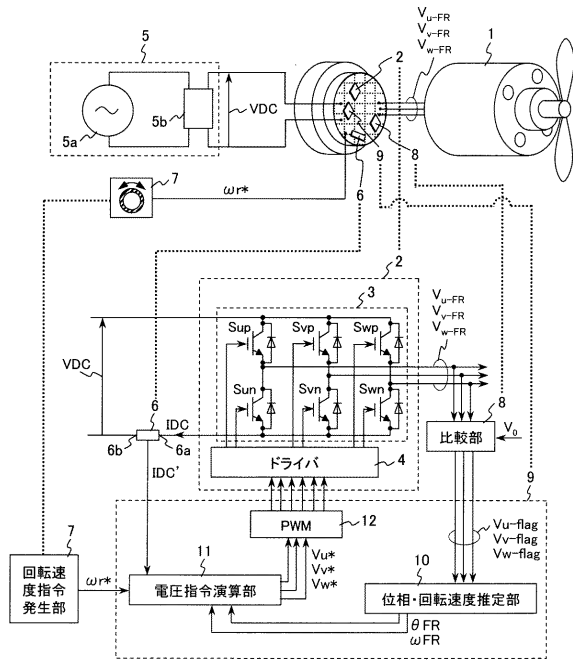 5
5a
5b
VDC
2
Vu-FR
Vv-FR
Vw-FR
1
9
8
6
7
ωr*
2
3
Sup
Svp
Swp
Sun
Svn
Swn
Vu-FR
Vv-FR
Vw-FR
VDC
6
IDC
6b
6a
IDC'
8
比較部
V0
ドライバ
4
9
PWM
12
Vu-flag
Vv-flag
Vw-flag
7
回転速
度指令
発生部
ωr*
11
電圧指令演算部
Vu*
Vv*
Vw*
10
位相・回転速度推定部
θFR
ωFR